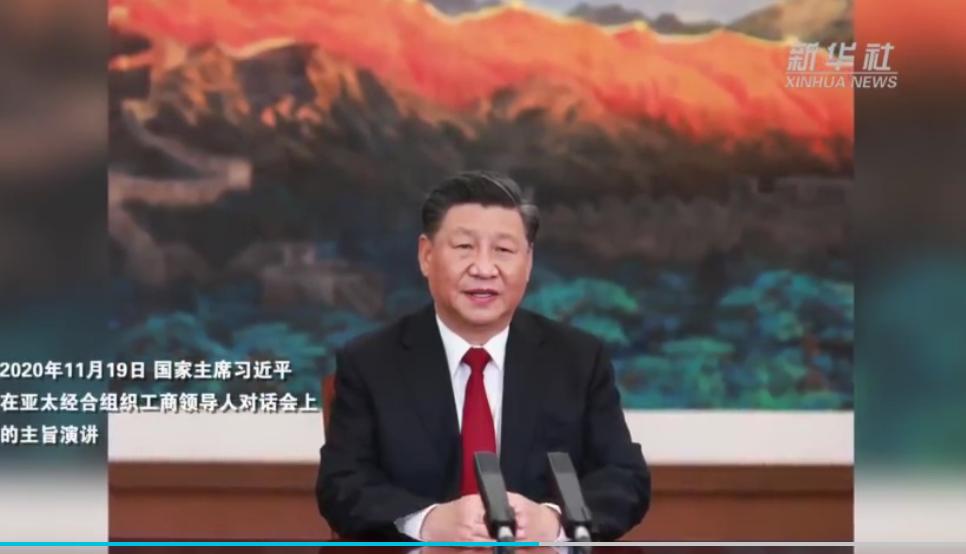 新华社
XINHUA NEWS
2020年11月19日 国家主席习近平
在亚太经合组织工商领导人对话会上
的主旨演讲